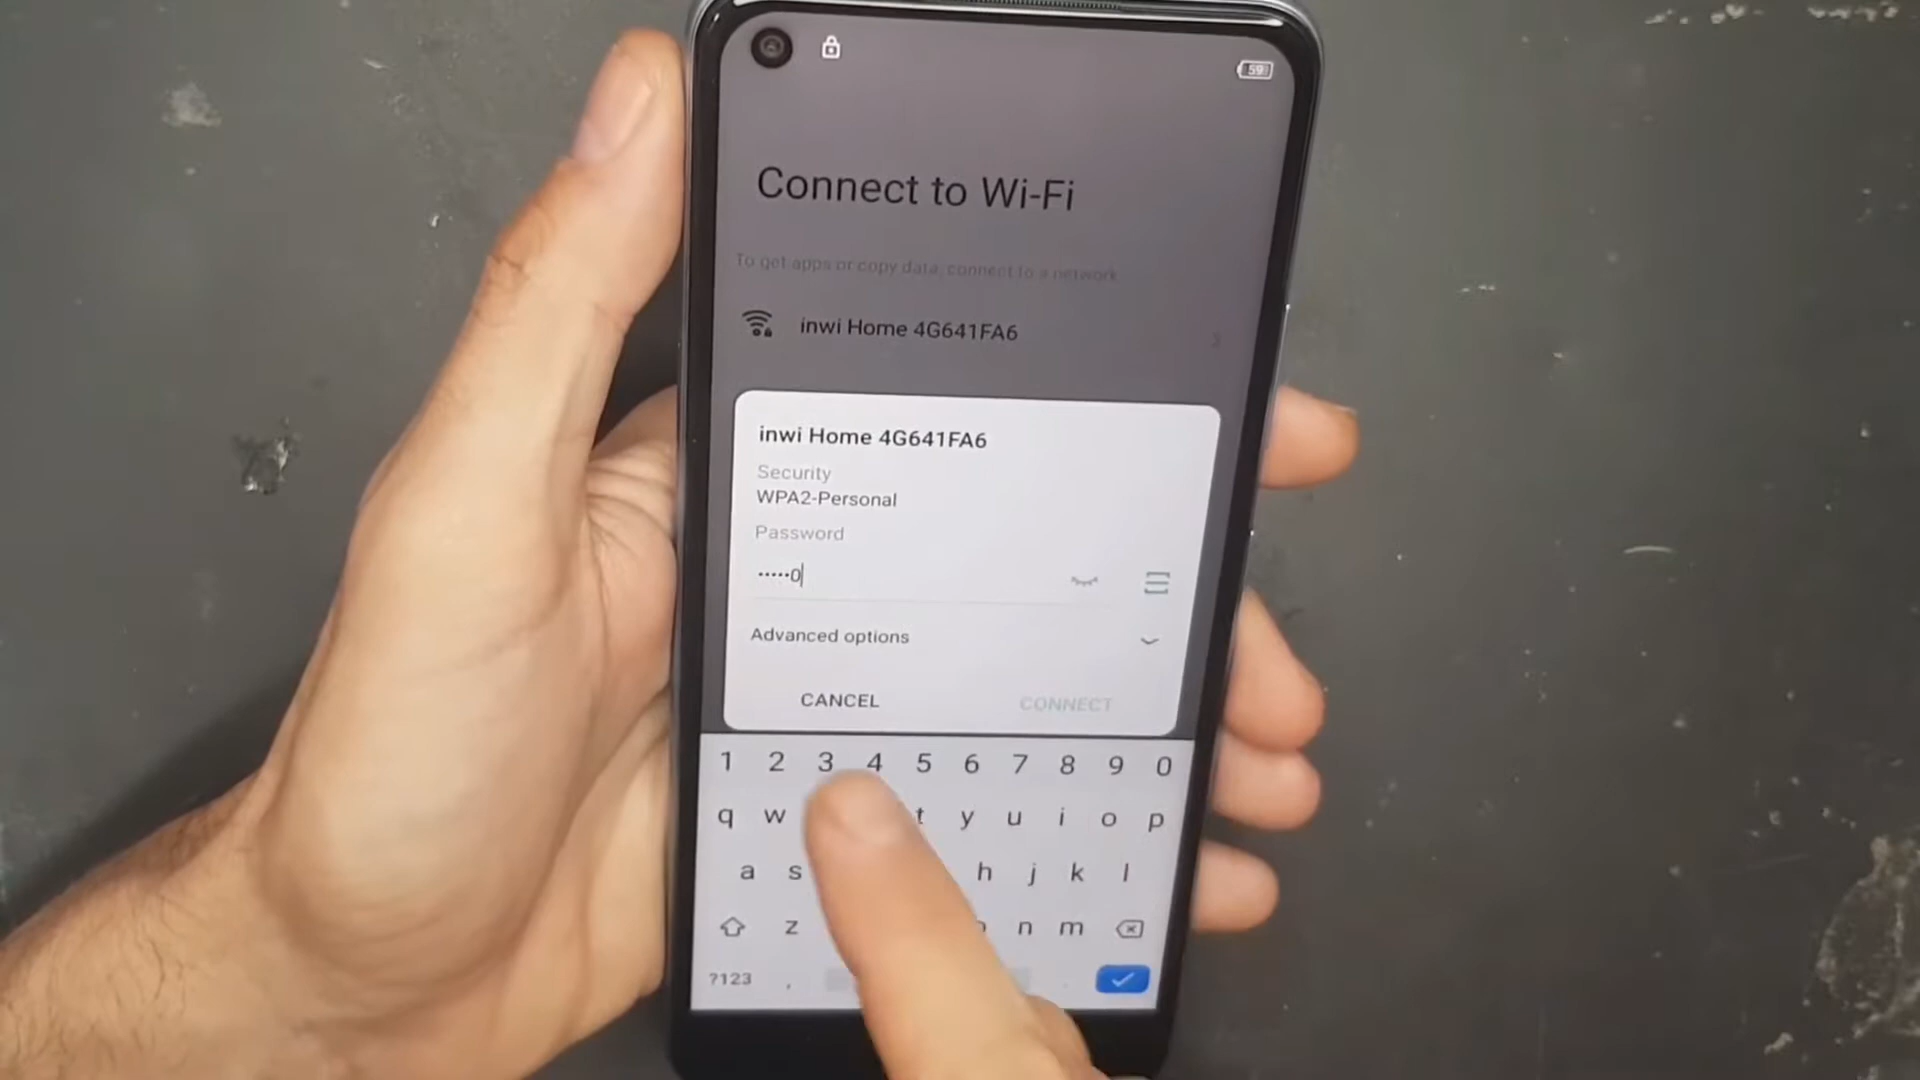 59
Connect to Wi-Fi
To get apps or copy data, connect to a network
inwi Home 4G641FA6
inwi Home 4G641FA6
Security
WPA2-Personal
Password
•••••0
Advanced options
CANCEL CONNECT
1 2 3 4 5 6 7 8 9 0
q w t y u i o p
a s h j k l
z n m
?123 , .